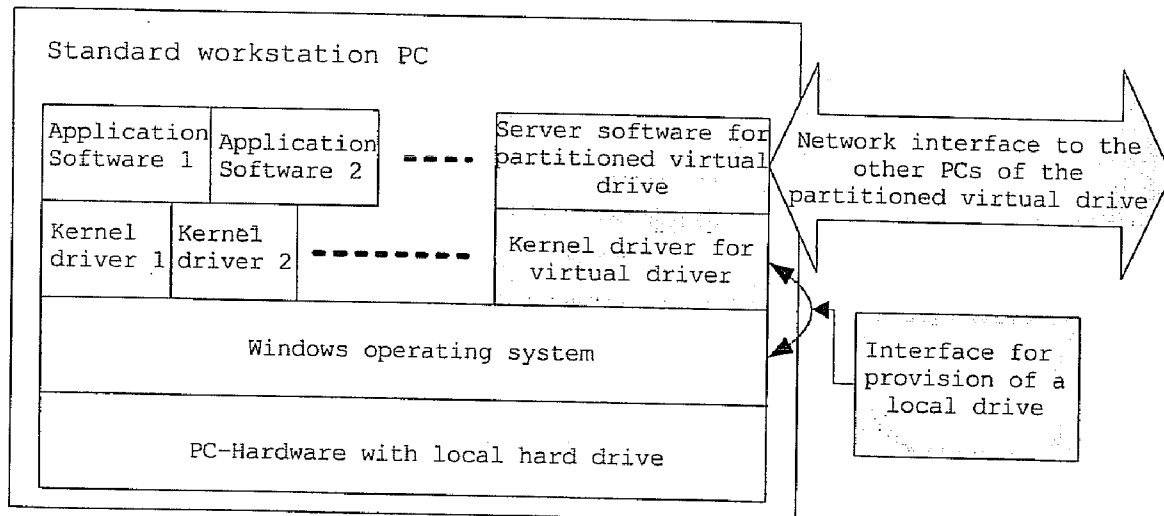 Standard workstation PC
Application
Software 1
Application
Software 2
Server software for
partitioned virtual
drive
Network interface to the
other PCs of the
partitioned virtual drive
Kernel
driver 1
Kernel
driver 2
Kernel driver for
virtual driver
Windows operating system
Interface for
provision of a
local drive
PC-Hardware with local hard drive